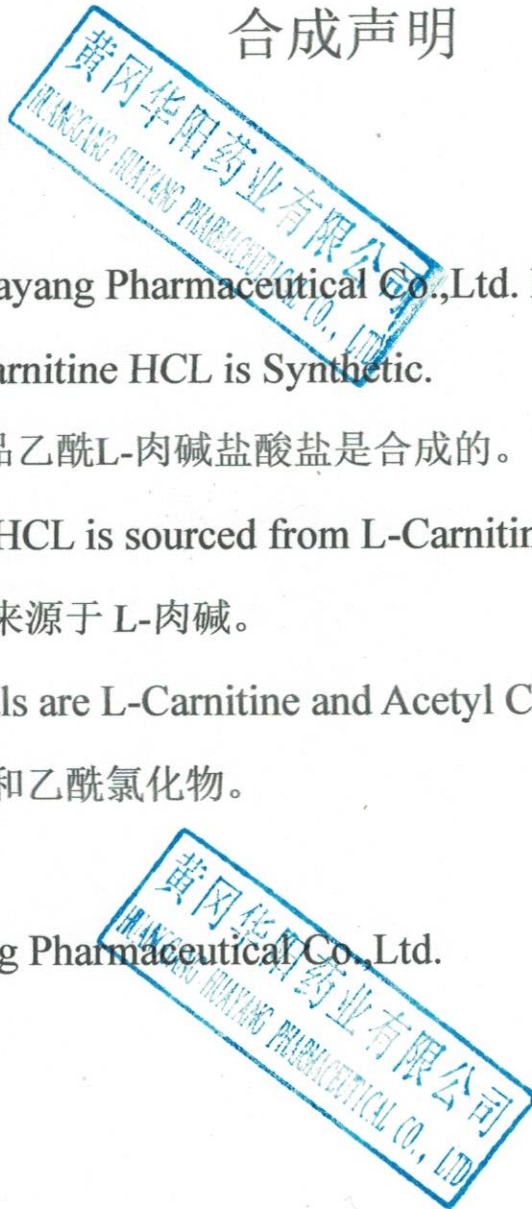 合成声明
黄冈华阳药业有限公司
HUANGGANG HUAYANG PHARMACEUTICAL CO., LTD
ayang Pharmaceutical Co.,Ltd.
arnitine HCL is Synthetic.
品乙酰L-肉碱盐酸盐是合成的。
HCL is sourced from L-Carnitin
来源于 L-肉碱。
ls are L-Carnitine and Acetyl C
和乙酰氯化物。
g Pharmaceutical Co.,Ltd.
黄冈华阳药业有限公司
HUANGGANG HUAYANG PHARMACEUTICAL CO., LTD